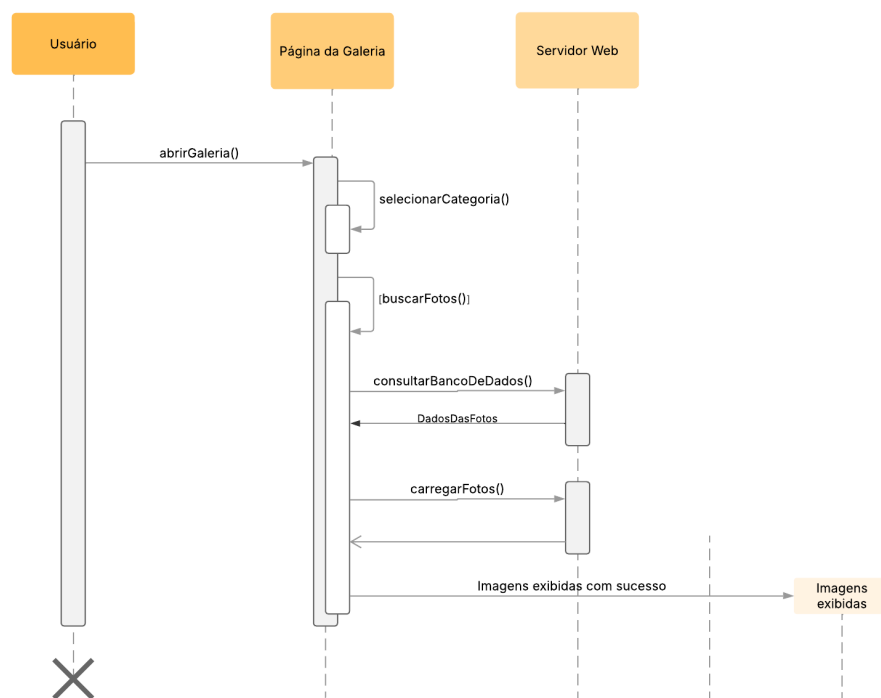 Usuário
Página da Galeria
Servidor Web
abrirGaleria()
selecionarCategoria()
[buscarFotos()]
consultarBancoDeDados()
DadosDasFotos
carregarFotos()
Imagens exibidas com sucesso
Imagens
exibidas